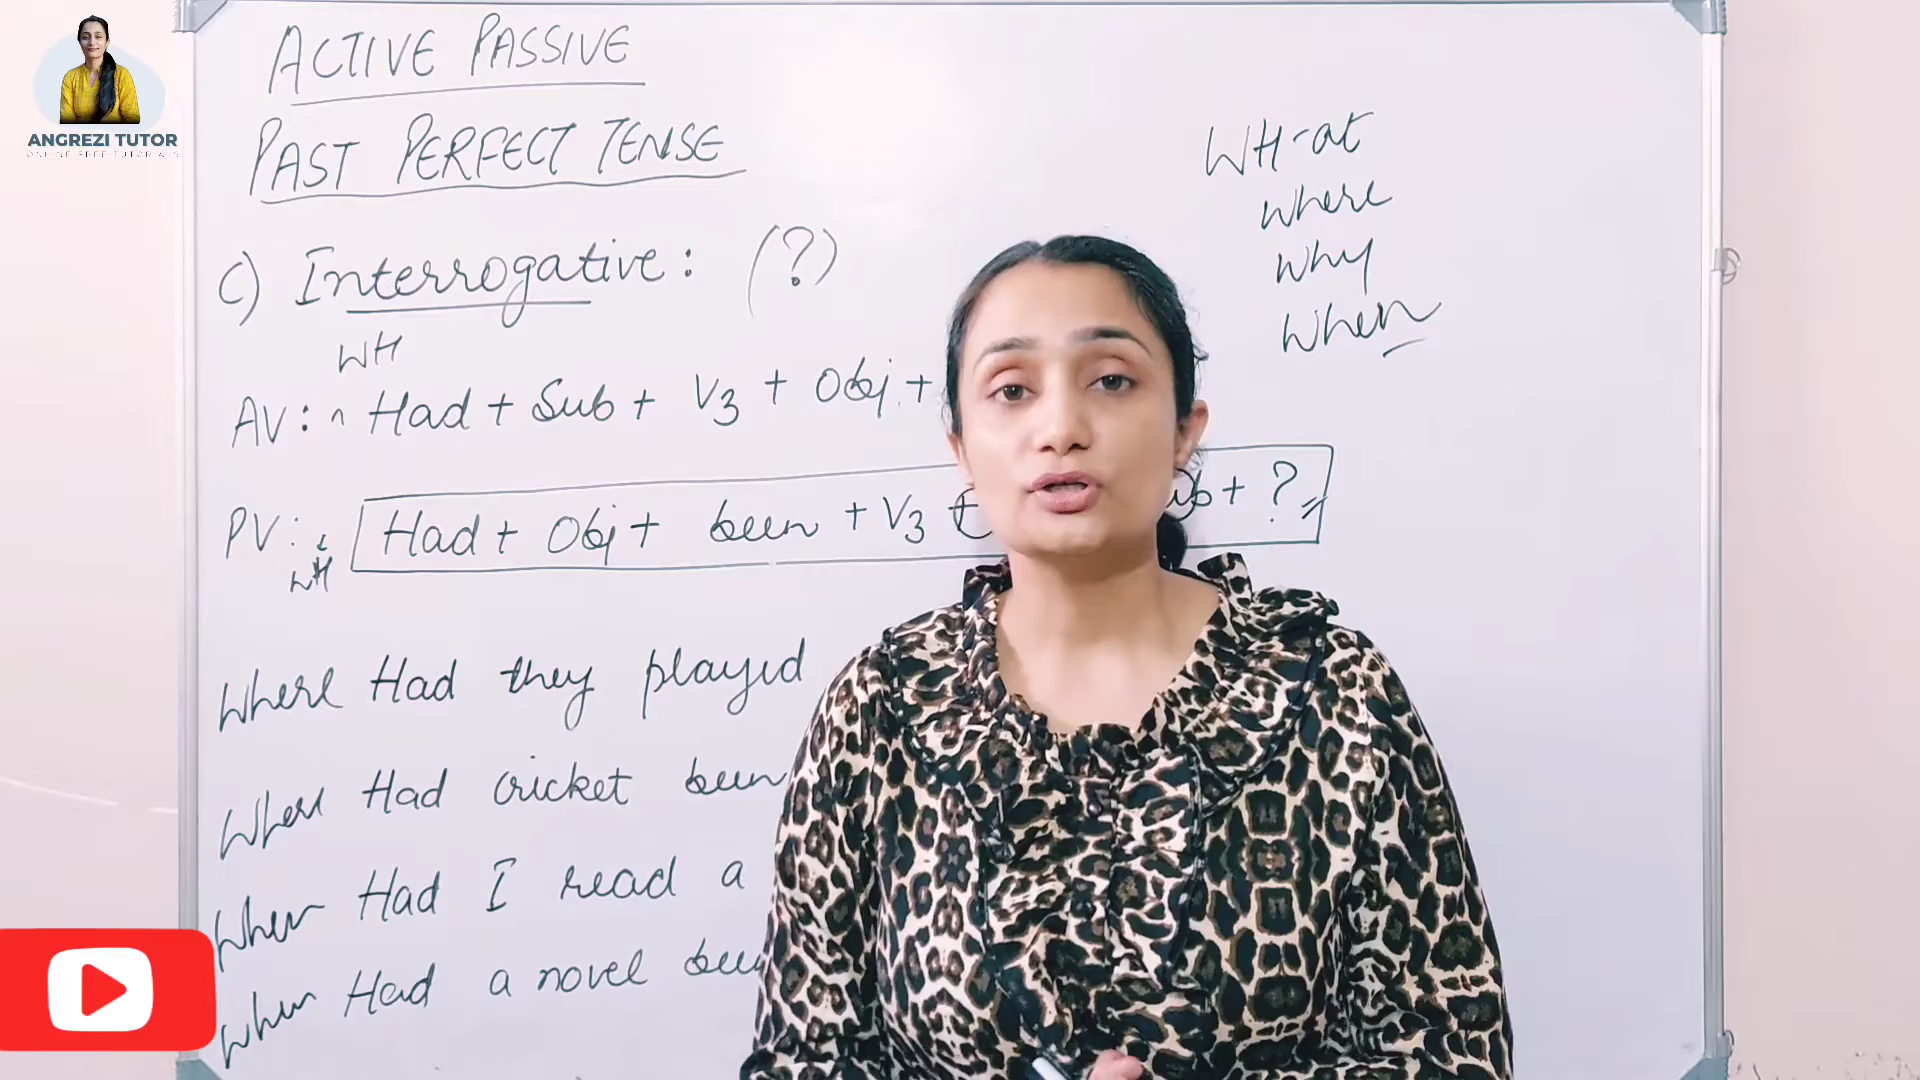 ANGREZI TUTOR
ACTIVE PASSIVE
PAST PERFECT TENSE
C) Interrogative: (?)
WH
AV: ^ Had + Sub + V3 + Obj +
PV: Had + Obj + been + V3 + + ?
WH
Where Had they played
Where Had cricket been
When Had I read a
When Had a novel been
WH-at
where
why
when